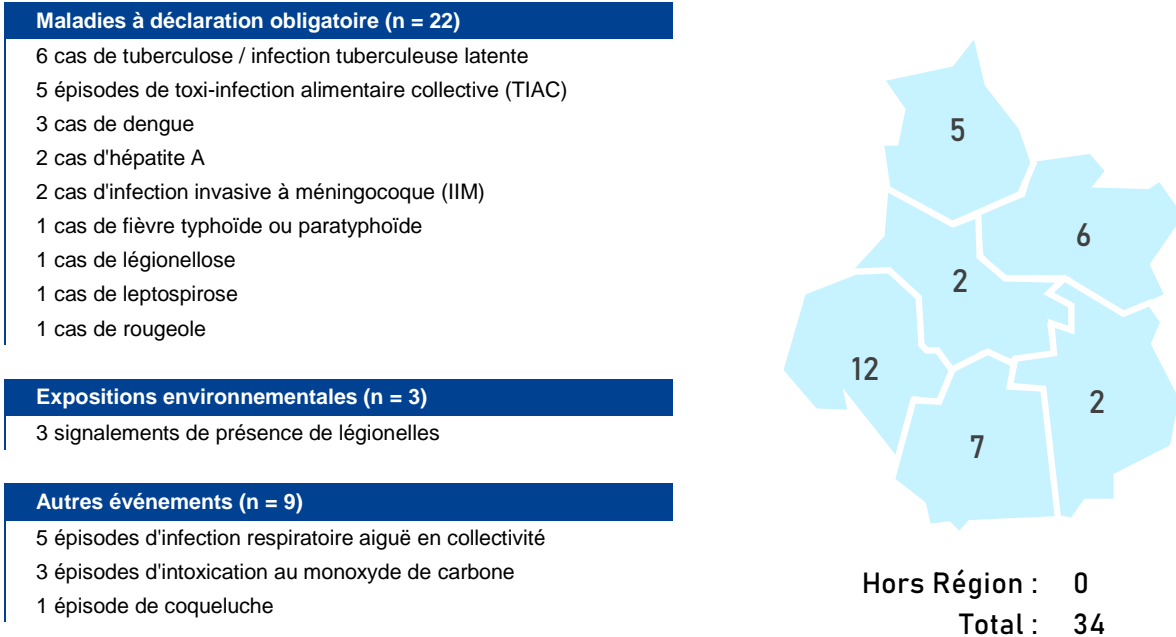 Maladies à déclaration obligatoire (n = 22)
6 cas de tuberculose / infection tuberculeuse latente
5 épisodes de toxi-infection alimentaire collective (TIAC)
3 cas de dengue
2 cas d'hépatite A
2 cas d'infection invasive à méningocoque (IIM)
1 cas de fièvre typhoïde ou paratyphoïde
1 cas de légionellose
1 cas de leptospirose
1 cas de rougeole
Expositions environnementales (n = 3)
3 signalements de présence de légionelles
Autres événements (n = 9)
5 épisodes d'infection respiratoire aiguë en collectivité
3 épisodes d'intoxication au monoxyde de carbone
1 épisode de coqueluche
5
6
2
12
2
7
Hors Région : 0
Total : 34